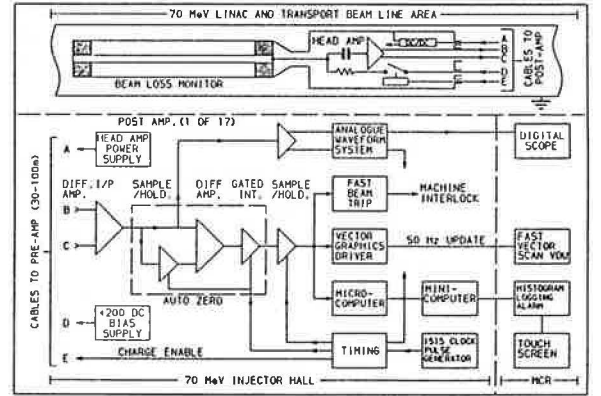 70 MeV LINAC AND TRANSPORT BEAM LINE AREA
HEAD AMP
DC/DC
A
B
C
D
E
CABLES TO
POST-AMP
BEAM LOSS MONITOR
POST AMP. (1 OF 17)
A
HEAD AMP
POWER
SUPPLY
ANALOGUE
WAVEFORM
SYSTEM
DIGITAL
SCOPE
DIFF. I/P
AMP.
SAMPLE
/HOLD.
DIFF
AMP.
GATED
INT.
SAMPLE
/HOLD.
FAST
BEAM
TRIP
MACHINE
INTERLOCK
B
C
VECTOR
GRAPHICS
DRIVER
50 Hz UPDATE
FAST
VECTOR
SCAN VDU
CABLES TO PRE-AMP (30-100m)
AUTO ZERO
MICRO-
COMPUTER
MINI-
COMPUTER
HISTOGRAM
LOGGING
ALARM
D
+200 DC
BIAS
SUPPLY
E
CHARGE ENABLE
TIMING
ISIS CLOCK
PULSE
GENERATOR
TOUCH
SCREEN
70 MeV INJECTOR HALL
MCR